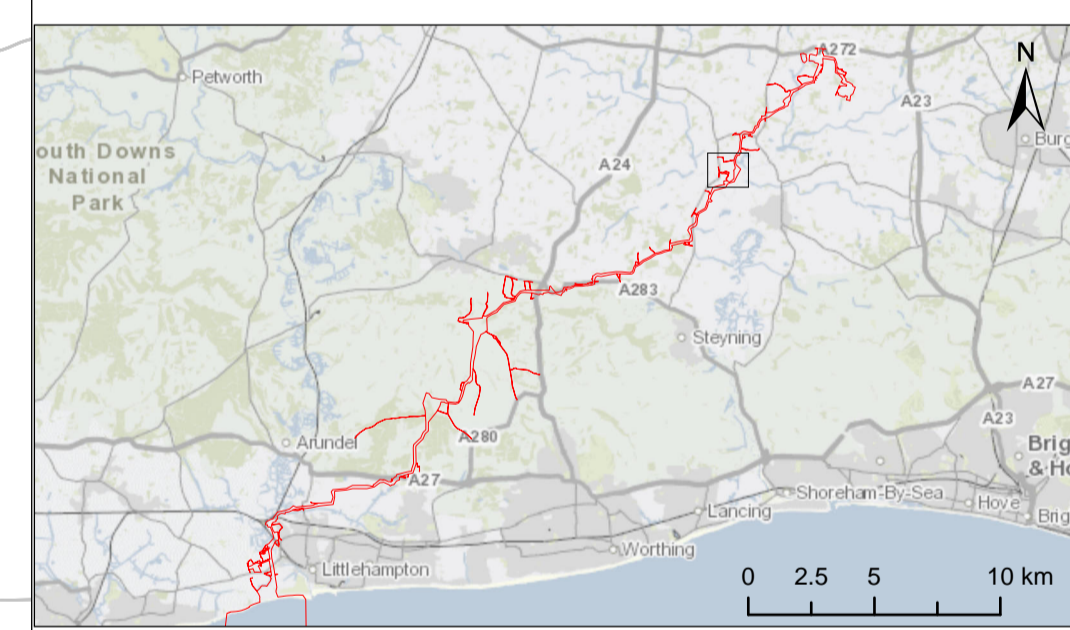 A272
N
Petworth
A23
Burg
outh Downs
National
Park
A24
A283
Steyning
A27
A23
Arundel
A280
Brig
& Ho
A27
Shoreham-By-Sea
Hove
Lancing
Brig
Worthing
Littlehampton
0 2.5 5 10 km